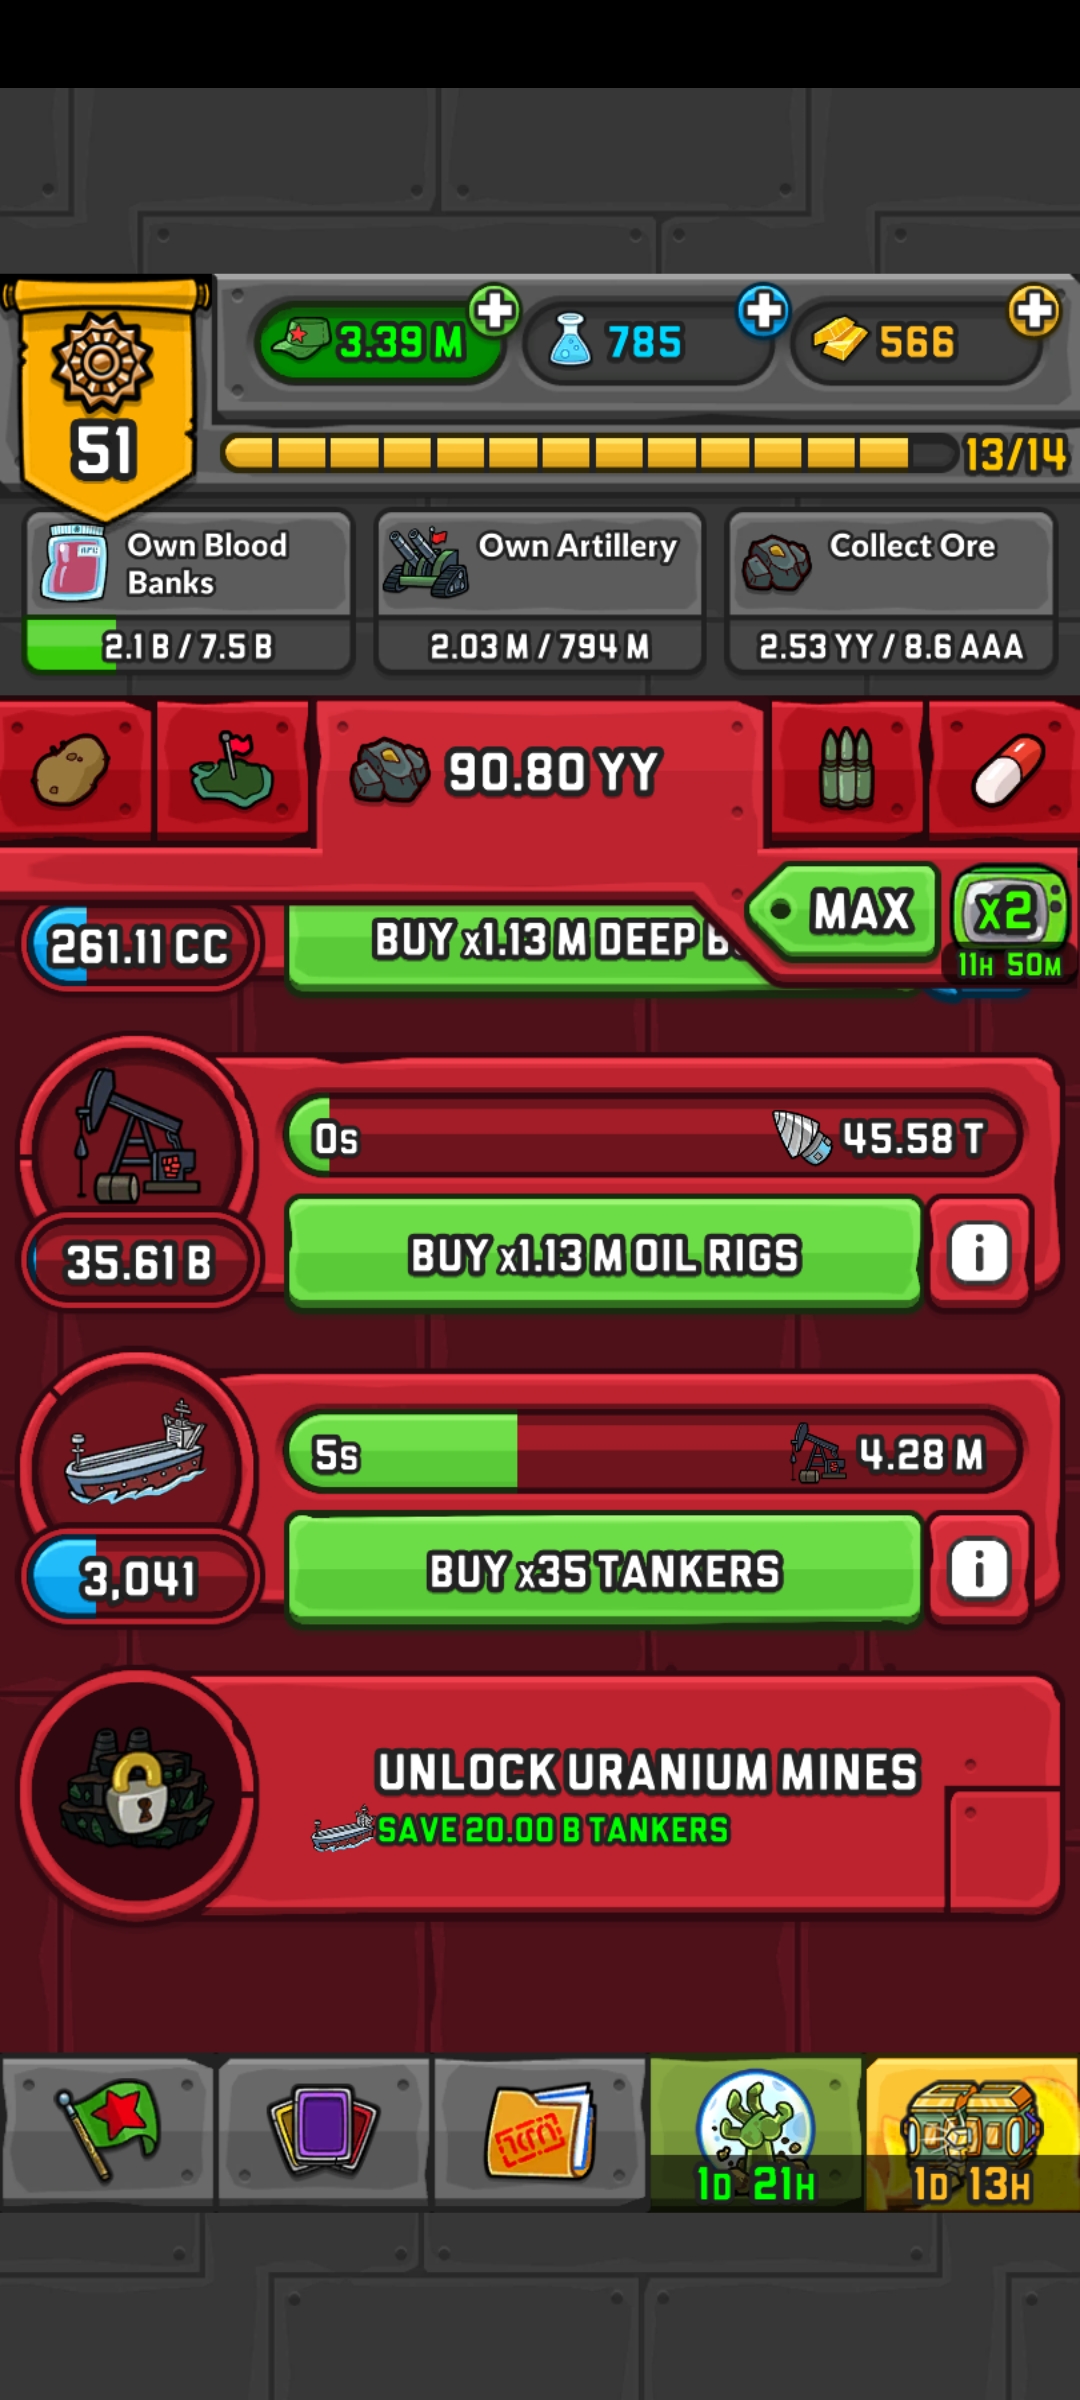 3.39 M
785
566
51
13/14
Own Blood
Banks
2.1 B / 7.5 B
Own Artillery
2.03 M / 794 M
Collect Ore
2.53 YY / 8.6 AAA
90.80 YY
MAX
x2
11H 50M
261.11 CC
BUY x1.13 M DEEP
0s
45.58 T
35.61 B
BUY x1.13 M OIL RIGS
i
5s
4.28 M
3,041
BUY x35 TANKERS
i
UNLOCK URANIUM MINES
SAVE 20.00 B TANKERS
1D 21H
1D 13H